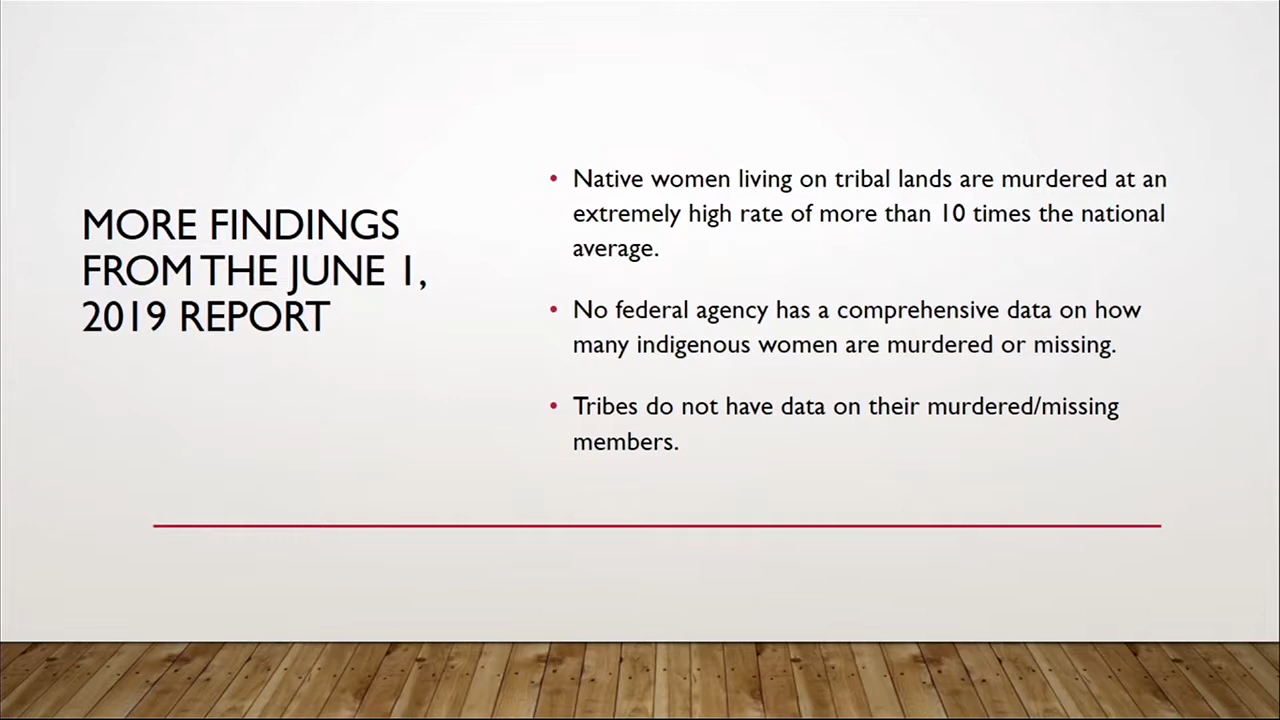 MORE FINDINGS
FROM THE JUNE 1,
2019 REPORT
• Native women living on tribal lands are murdered at an
extremely high rate of more than 10 times the national
average.
• No federal agency has a comprehensive data on how
many indigenous women are murdered or missing.
• Tribes do not have data on their murdered/missing
members.